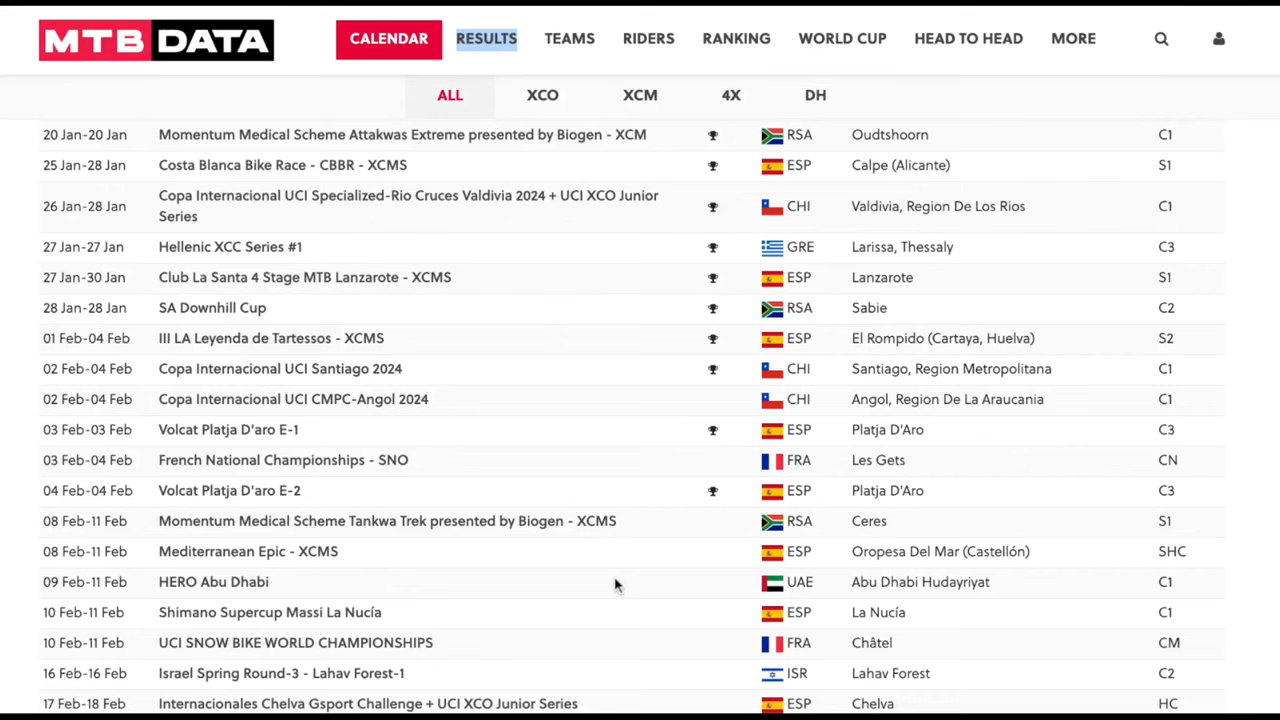 MTB DATA CALENDAR RESULTS TEAMS RIDERS RANKING WORLD CUP HEAD TO HEAD MORE
ALL XCO XCM 4X DH
20 Jan-20 Jan Momentum Medical Scheme Attakwas Extreme presented by Biogen - XCM RSA Oudtshoorn C1
25 Jan-28 Jan Costa Blanca Bike Race - CBBR - XCMS ESP Calpe (Alicante) S1
26 Jan-28 Jan Copa Internacional UCI Specialized-Rio Cruces Valdivia 2024 + UCI XCO Junior Series CHI Valdivia, Region De Los Rios C1
27 Jan-27 Jan Hellenic XCC Series #1 GRE Larissa, Thessaly C3
27 Jan-30 Jan Club La Santa 4 Stage MTB Lanzarote - XCMS ESP Lanzarote S1
28 Jan-28 Jan SA Downhill Cup RSA Sabie C2
01 Feb-04 Feb III LA Leyenda de Tartessos - XCMS ESP El Rompido (Cartaya, Huelva) S2
02 Feb-04 Feb Copa Internacional UCI Santiago 2024 CHI Santiago, Region Metropolitana C1
02 Feb-04 Feb Copa Internacional UCI CMPC-Angol 2024 CHI Angol, Region De La Araucania C1
03 Feb-03 Feb Volcat Platja D'aro E-1 ESP Platja D'Aro C3
03 Feb-04 Feb French National Championships - SNO FRA Les Gets CN
04 Feb-04 Feb Volcat Platja D'aro E-2 ESP Platja D'Aro C3
08 Feb-11 Feb Momentum Medical Scheme Tankwa Trek presented by Biogen - XCMS RSA Ceres S1
08 Feb-11 Feb Mediterranean Epic - XCMS ESP Oropesa Del Mar (Castellón) SHC
09 Feb-11 Feb HERO Abu Dhabi UAE Abu Dhabi Hudayriyat C1
10 Feb-11 Feb Shimano Supercup Massi La Nucía ESP La Nucía C1
10 Feb-11 Feb UCI SNOW BIKE WORLD CHAMPIONSHIPS FRA Châtel CM
16 Feb-16 Feb Israel Spring Round-3 - Lahav Forest-1 ISR Lahav Forest C2
17 Feb-18 Feb Internacionales Chelva Gsport Challenge + UCI XCO Junior Series ESP Chelva HC